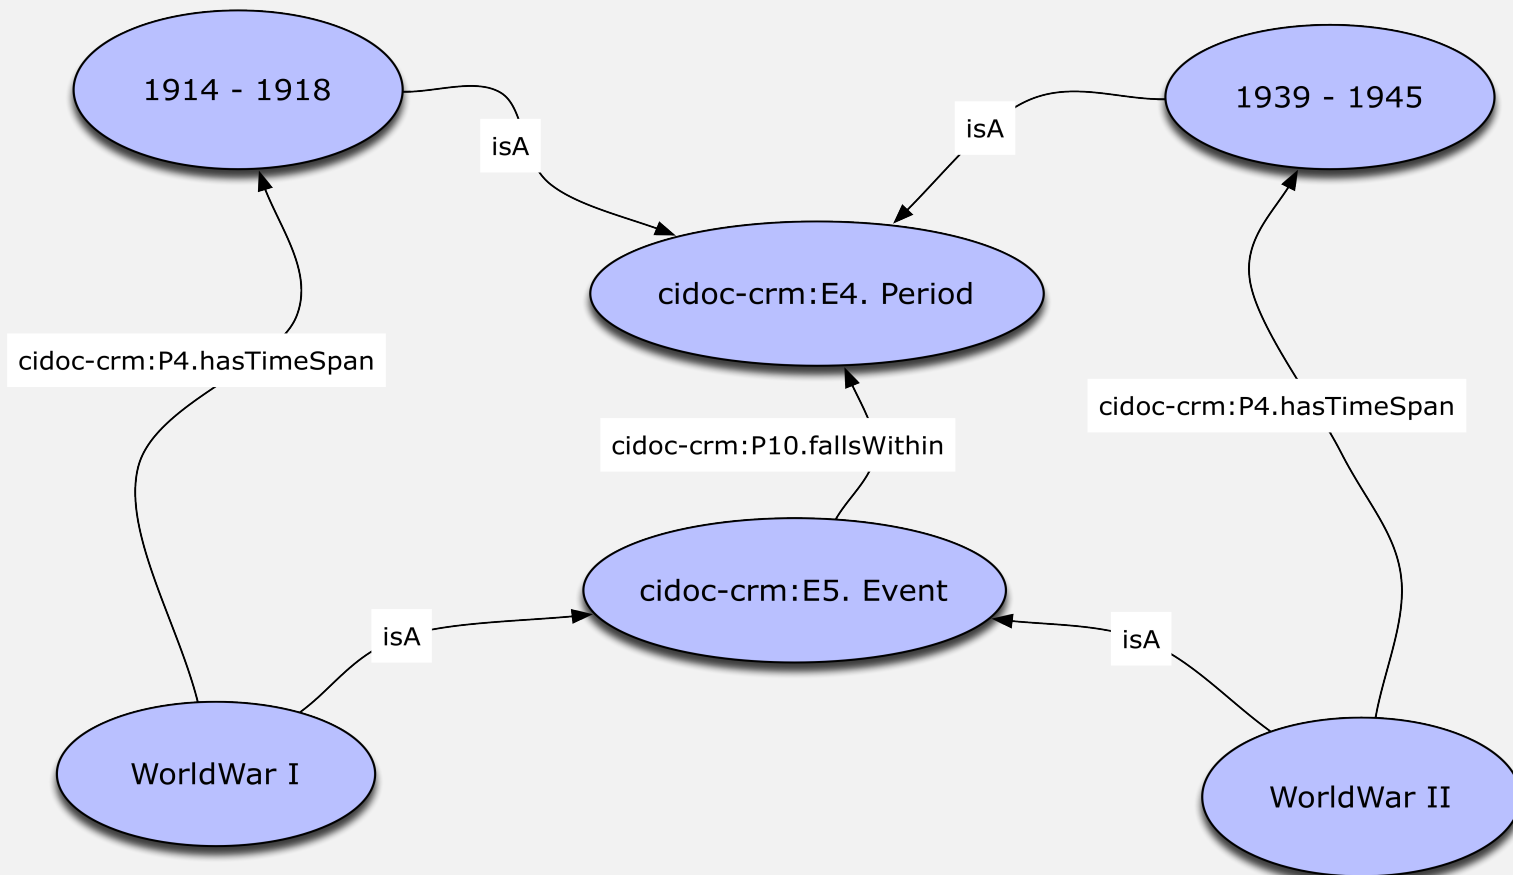 1914 - 1918
1939 - 1945
isA
isA
cidoc-crm:E4. Period
cidoc-crm:P4.hasTimeSpan
cidoc-crm:P4.hasTimeSpan
cidoc-crm:P10.fallsWithin
cidoc-crm:E5. Event
isA
isA
WorldWar I
WorldWar II